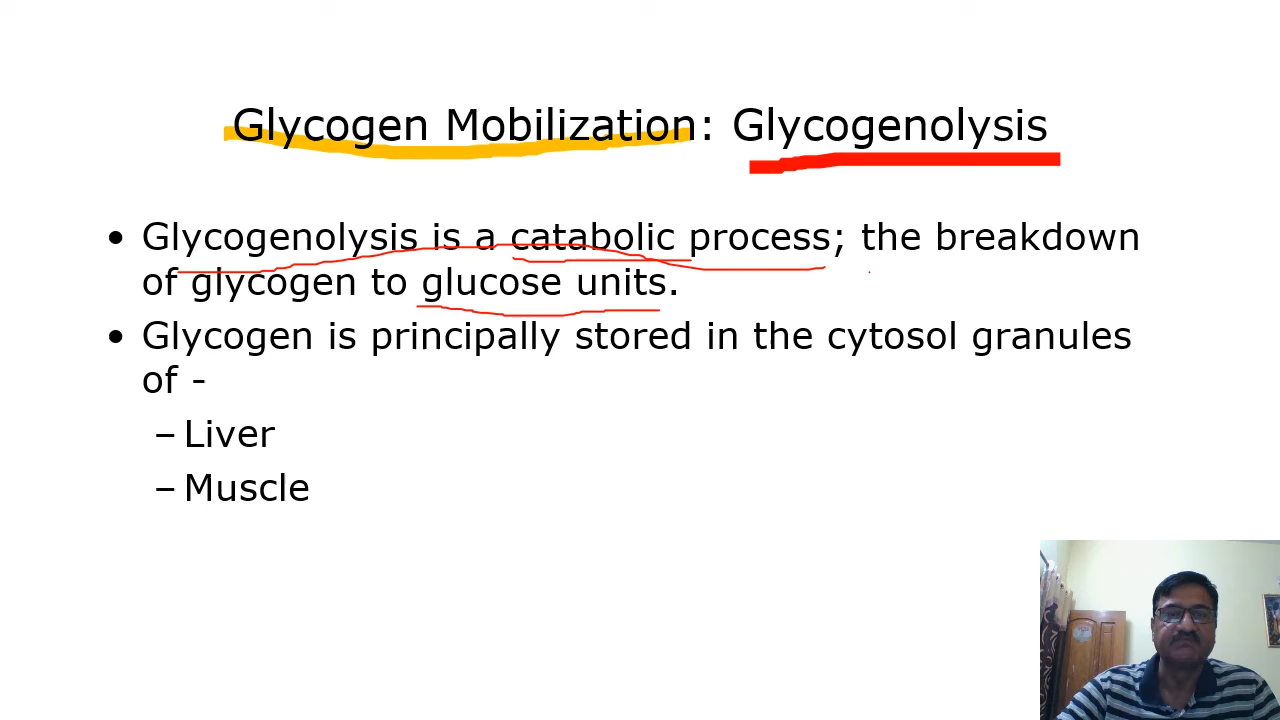 Glycogen Mobilization: Glycogenolysis
• Glycogenolysis is a catabolic process; the breakdown
of glycogen to glucose units.
• Glycogen is principally stored in the cytosol granules
of -
– Liver
– Muscle